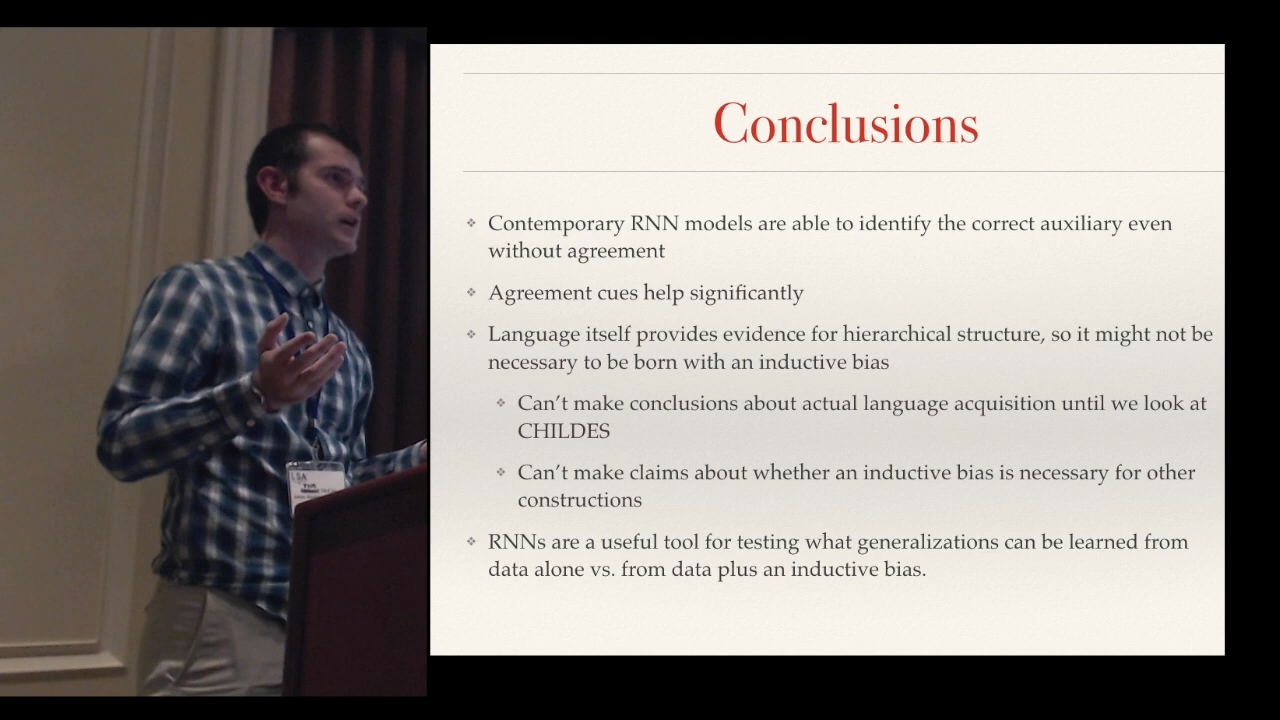 Conclusions
Contemporary RNN models are able to identify the correct auxiliary even
without agreement
Agreement cues help significantly
Language itself provides evidence for hierarchical structure, so it might not be
necessary to be born with an inductive bias
Can't make conclusions about actual language acquisition until we look at
CHILDES
Can't make claims about whether an inductive bias is necessary for other
constructions
RNNs are a useful tool for testing what generalizations can be learned from
data alone vs. from data plus an inductive bias.
LSA